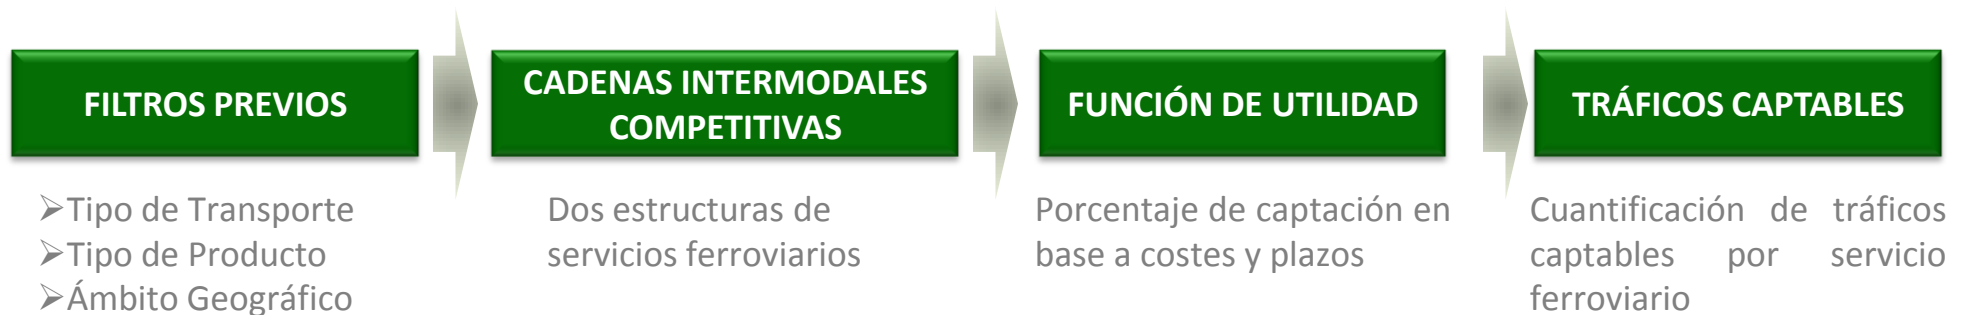 FILTROS PREVIOS
➢Tipo de Transporte
➢Tipo de Producto
➢Ámbito Geográfico
CADENAS INTERMODALES
COMPETITIVAS
Dos estructuras de
servicios ferroviarios
FUNCIÓN DE UTILIDAD
Porcentaje de captación en
base a costes y plazos
TRÁFICOS CAPTABLES
Cuantificación de tráficos
captables por servicio
ferroviario